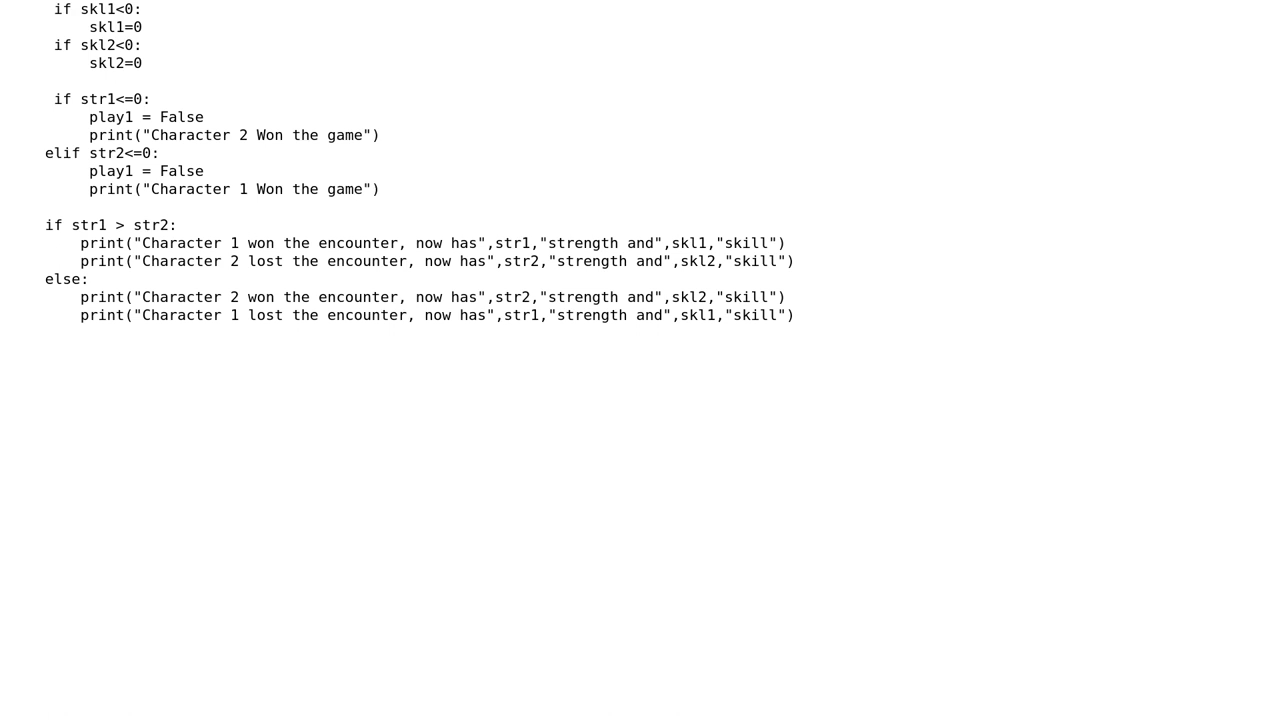 if skl1<0:
     skl1=0
 if skl2<0:
     skl2=0

 if str1<=0:
     play1 = False
     print("Character 2 Won the game")
elif str2<=0:
     play1 = False
     print("Character 1 Won the game")

if str1 > str2:
    print("Character 1 won the encounter, now has",str1,"strength and",skl1,"skill")
    print("Character 2 lost the encounter, now has",str2,"strength and",skl2,"skill")
else:
    print("Character 2 won the encounter, now has",str2,"strength and",skl2,"skill")
    print("Character 1 lost the encounter, now has",str1,"strength and",skl1,"skill")